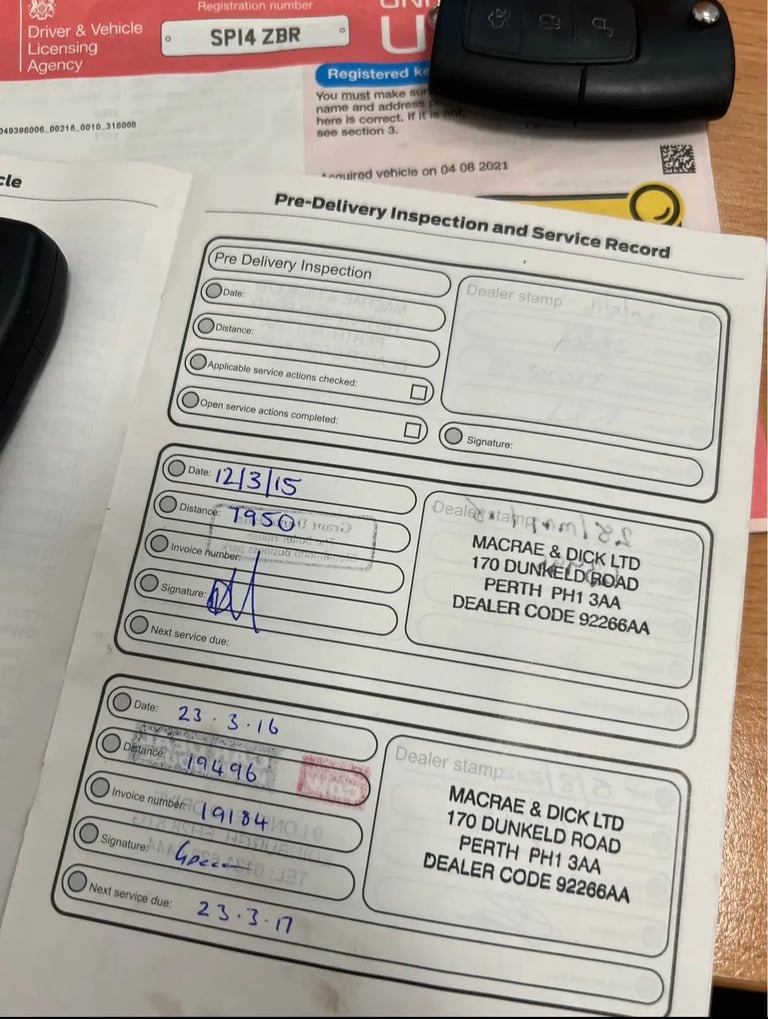 Driver & Vehicle
Licensing
Agency
Registration number
SP14 ZBR
U
Registered ke
You must make sur
name and address
here is correct. If it is not,
see section 3.
049396006_00218_0010_316008
Acquired vehicle on 04 08 2021
cle
Pre-Delivery Inspection and Service Record
Pre Delivery Inspection
Date:
Distance:
Applicable service actions checked:
Open service actions completed:
Dealer stamp
Signature:
Date: 12/3/15
Distance: 7950
Invoice number:
Signature:
Next service due:
Dealer stamp
MACRAE & DICK LTD
170 DUNKELD ROAD
PERTH PH1 3AA
DEALER CODE 92266AA
Date: 23.3.16
Distance: 19496
Invoice number: 19184
Signature:
Next service due: 23.3.17
Dealer stamp
MACRAE & DICK LTD
170 DUNKELD ROAD
PERTH PH1 3AA
DEALER CODE 92266AA